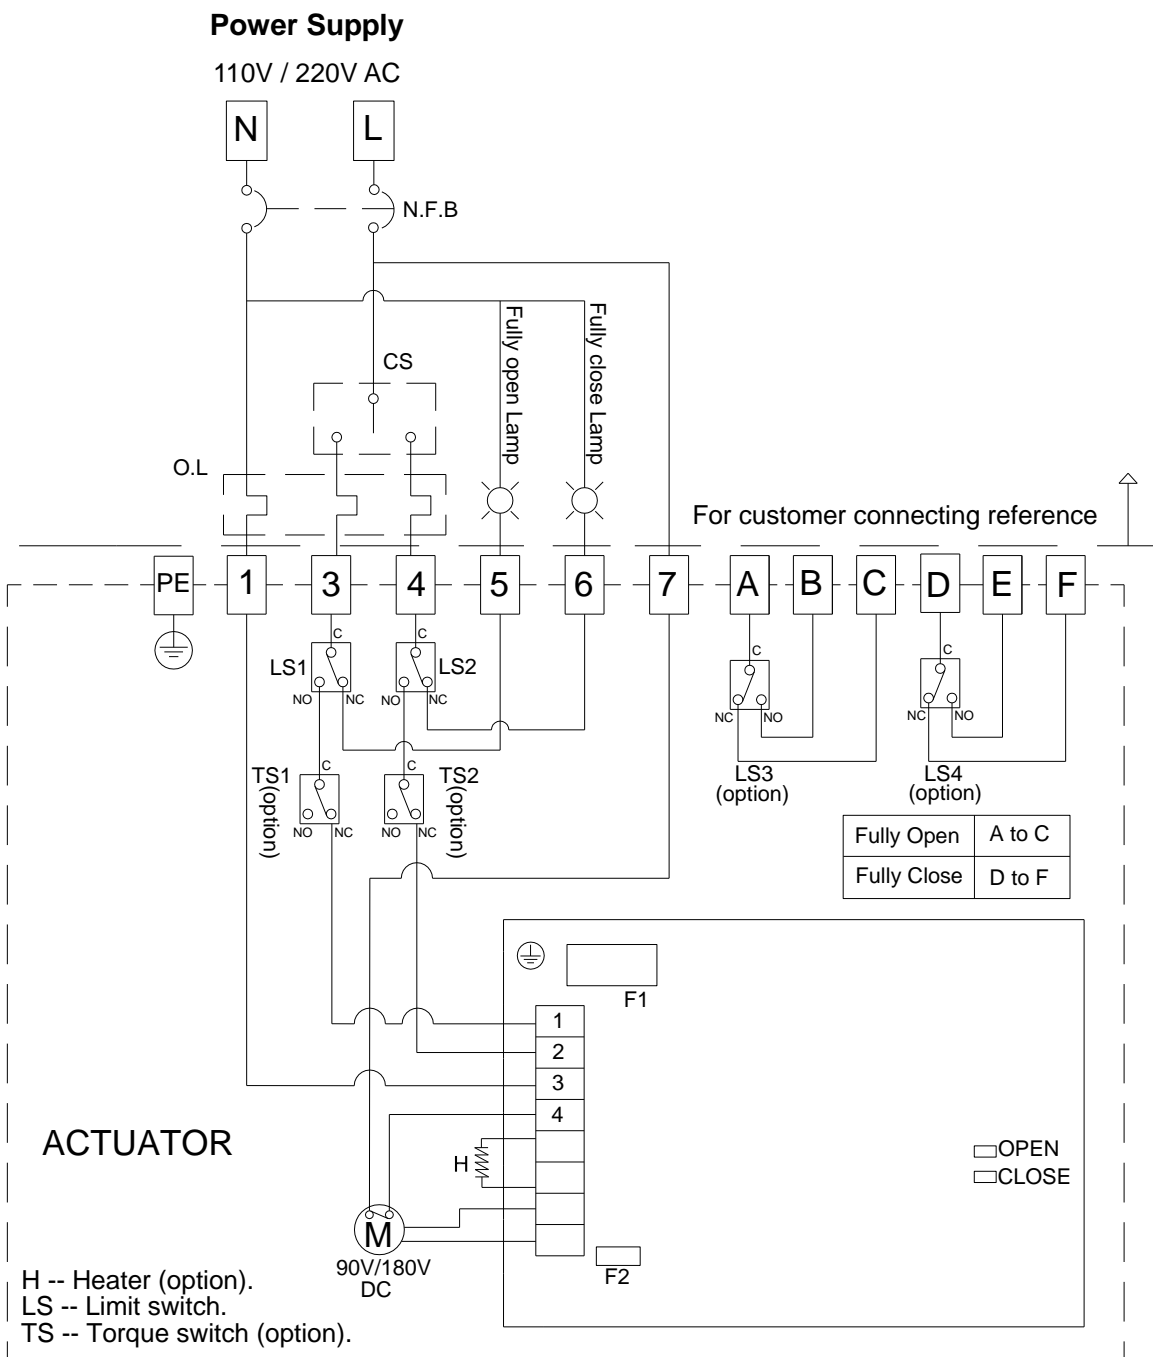 Power Supply
110V / 220V AC
N L
N.F.B
CS
Fully open Lamp
Fully close Lamp
O.L
For customer connecting reference
PE 1 3 4 5 6 7 A B C D E F
C C C C
LS1 LS2
NO NC NO NC NC NO NC NO
C C
TS1 (option) TS2 (option)
NO NC NO NC
LS3 (option) LS4 (option)
Fully Open A to C
Fully Close D to F
F1
1
2
3
4
ACTUATOR
H
OPEN
CLOSE
M
90V/180V
DC
F2
H -- Heater (option).
LS -- Limit switch.
TS -- Torque switch (option).